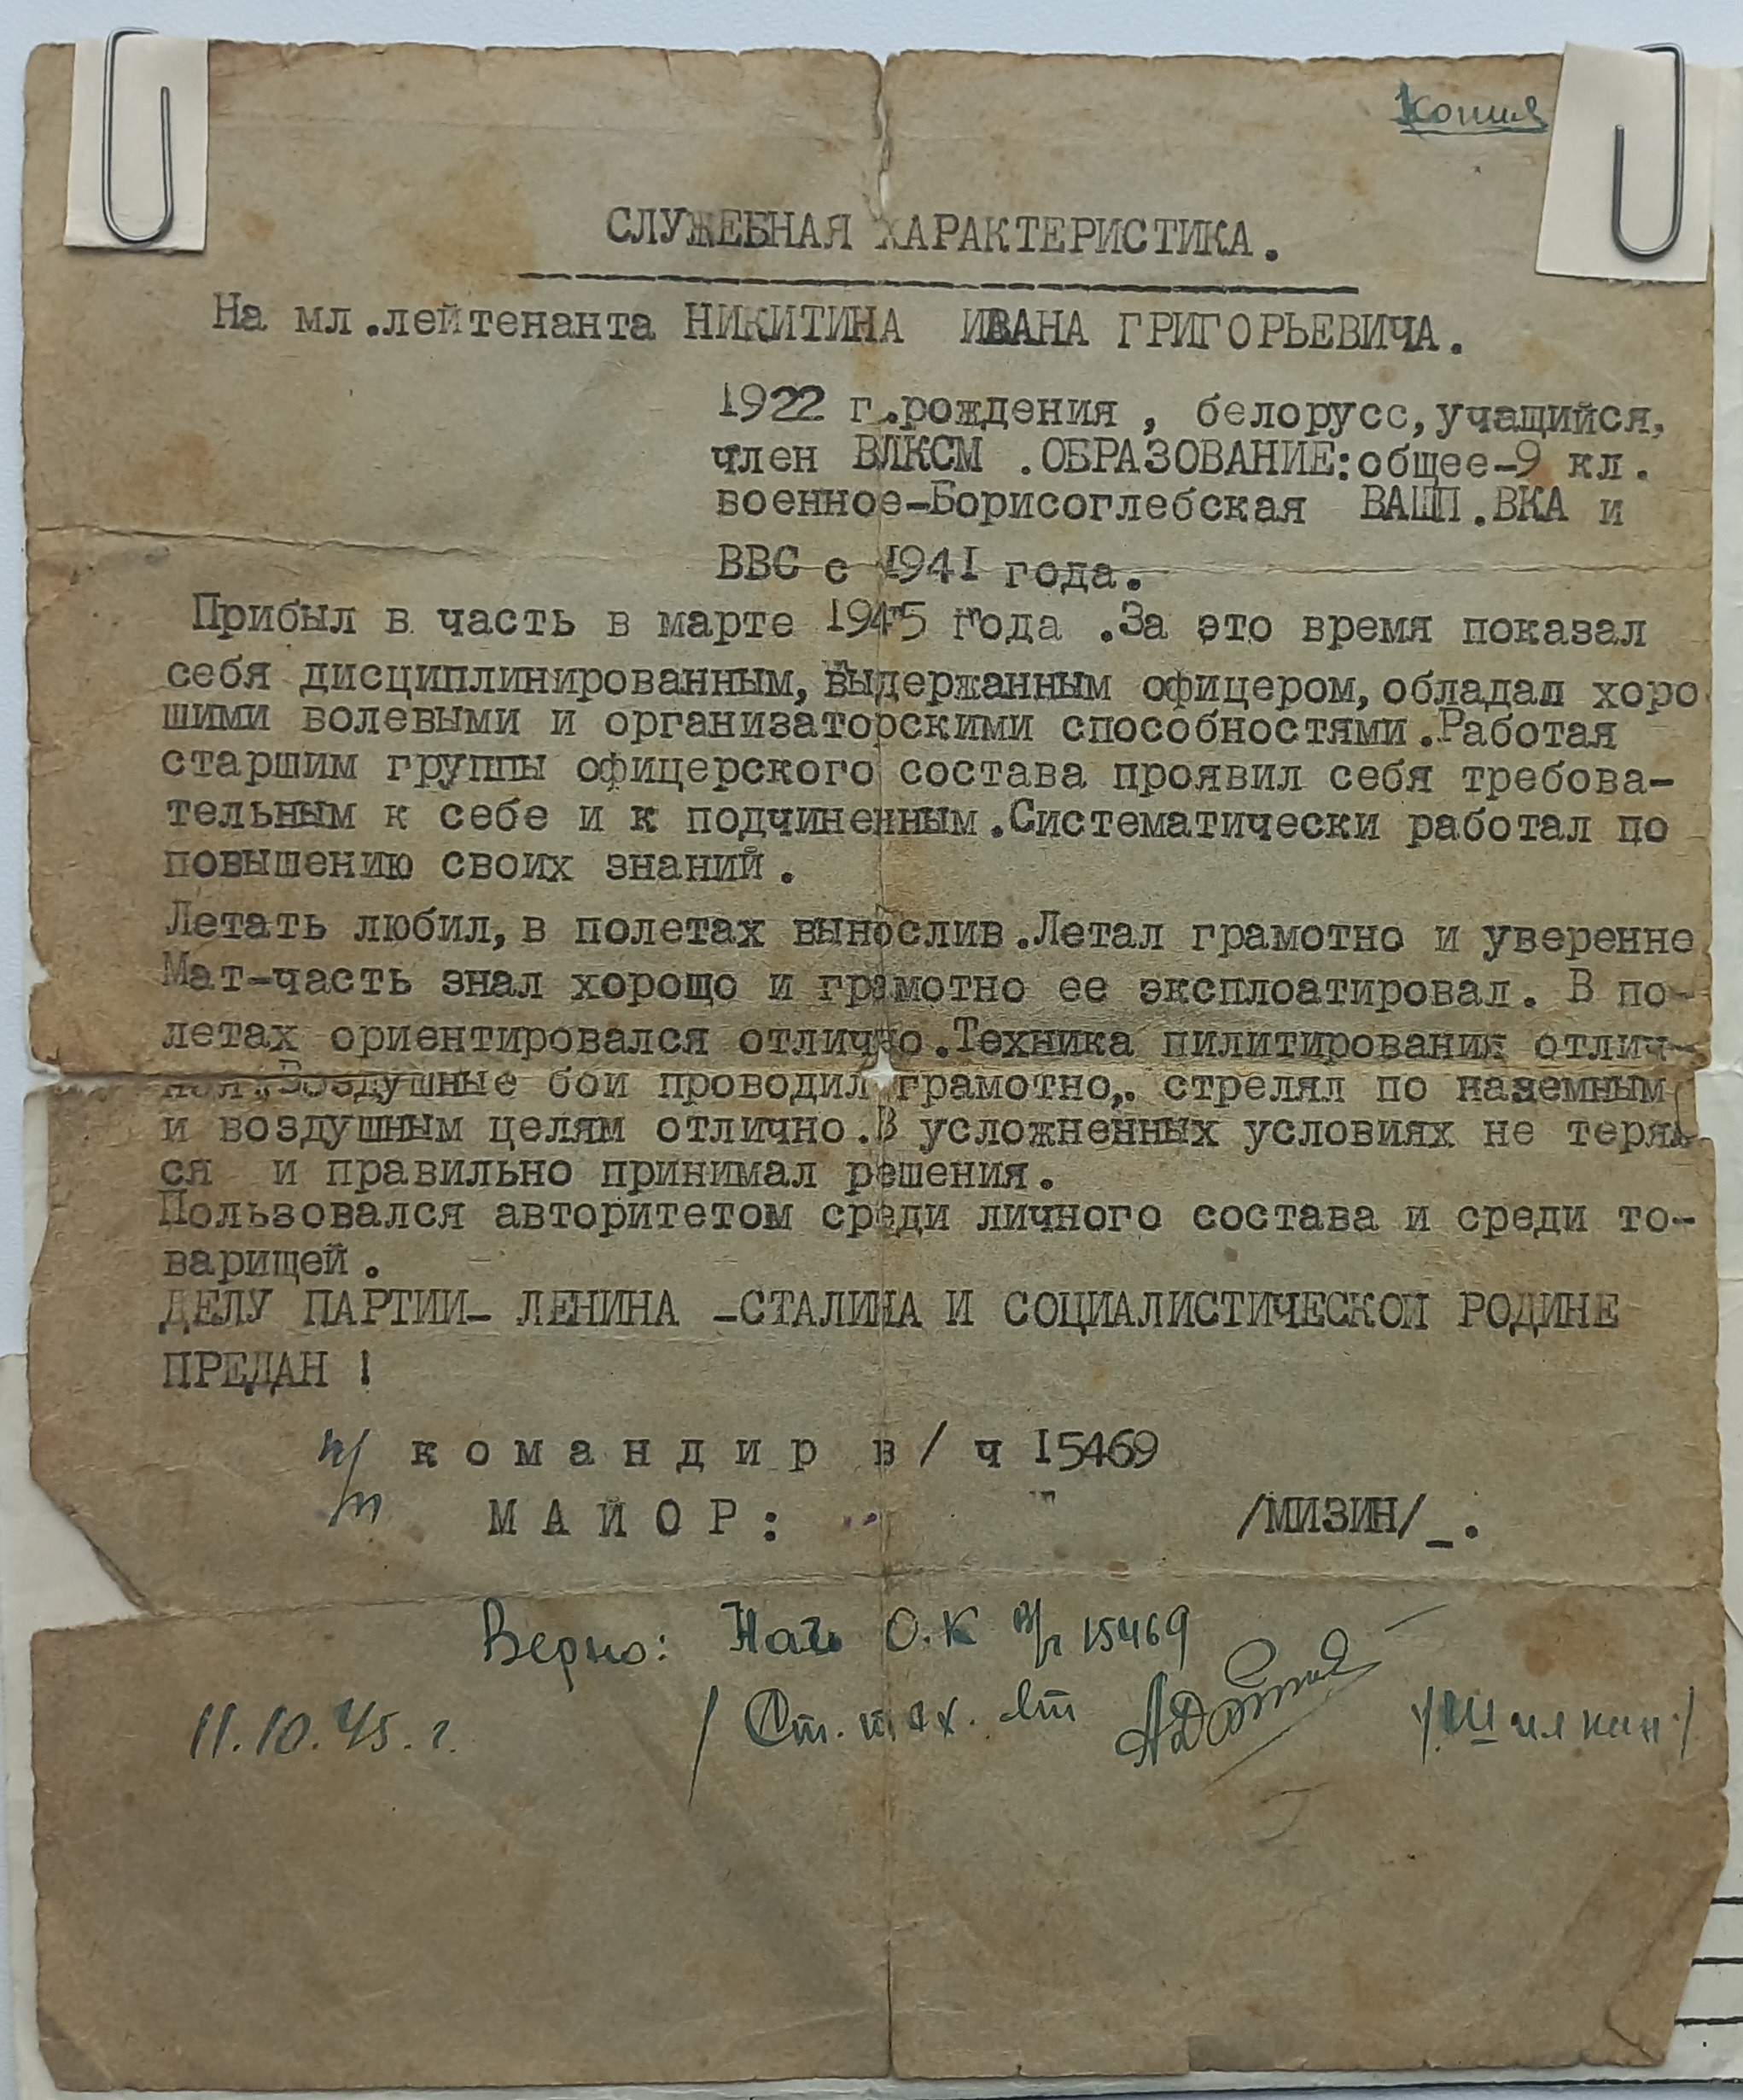 Копия
СЛУЖЕБНАЯ ХАРАКТЕРИСТИКА.
На мл.лейтенанта НИКИТИНА ИВАНА ГРИГОРЬЕВИЧА.
1922 г.рождения, белорусс,учащийся,
член ВЛКСМ .ОБРАЗОВАНИЕ:общее-9 кл.
военное-Борисоглебская ВАШП.ВКА и
ВВС с 1941 года.
Прибыл в часть в марте 1945 года .За это время показал
себя дисциплинированным, выдержанным офицером, обладал хоро
шими волевыми и организаторскими способностями.Работая
старшим группы офицерского состава проявил себя требова-
тельным к себе и к подчиненным.Систематически работал по
повышению своих знаний.
Летать любил, в полетах вынослив.Летал грамотно и уверенно
Мат-часть знал хорощо и грамотно ее эксплоатировал. В по-
летах ориентировался отлично.Техника пилитирования отлич-
ная.Воздушные бои проводил грамотно,. стрелял по наземным
и воздушным целям отлично.В усложненных условиях не терял
ся и правильно принимал решения.
Пользовался авторитетом среди личного состава и среди то-
варищей.
ДЕЛУ ПАРТИИ- ЛЕНИНА -СТАЛИНА И СОЦИАЛИСТИЧЕСКОЙ РОДИНЕ
ПРЕДАН !
п/ командир в/ч 15469
п МАЙОР: /МИЗИН/_.
Верно: Нач О.К в/ч 15469
11.10.45.г. / Ст. тех. лт /Шилкин/